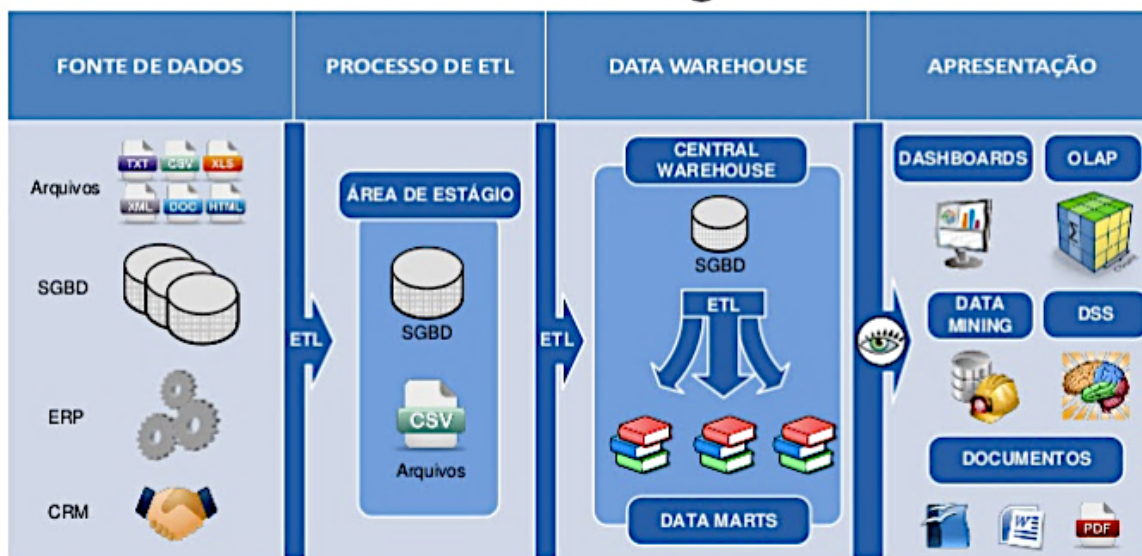 FONTE DE DADOS
PROCESSO DE ETL
DATA WAREHOUSE
APRESENTAÇÃO
Arquivos
TXT
CSV
XLS
XML
DOC
HTML
SGBD
ERP
CRM
ETL
ÁREA DE ESTÁGIO
SGBD
CSV
Arquivos
ETL
CENTRAL
WAREHOUSE
SGBD
ETL
DATA MARTS
DASHBOARDS
OLAP
Σ
DATA
MINING
DSS
DOCUMENTOS
W
PDF